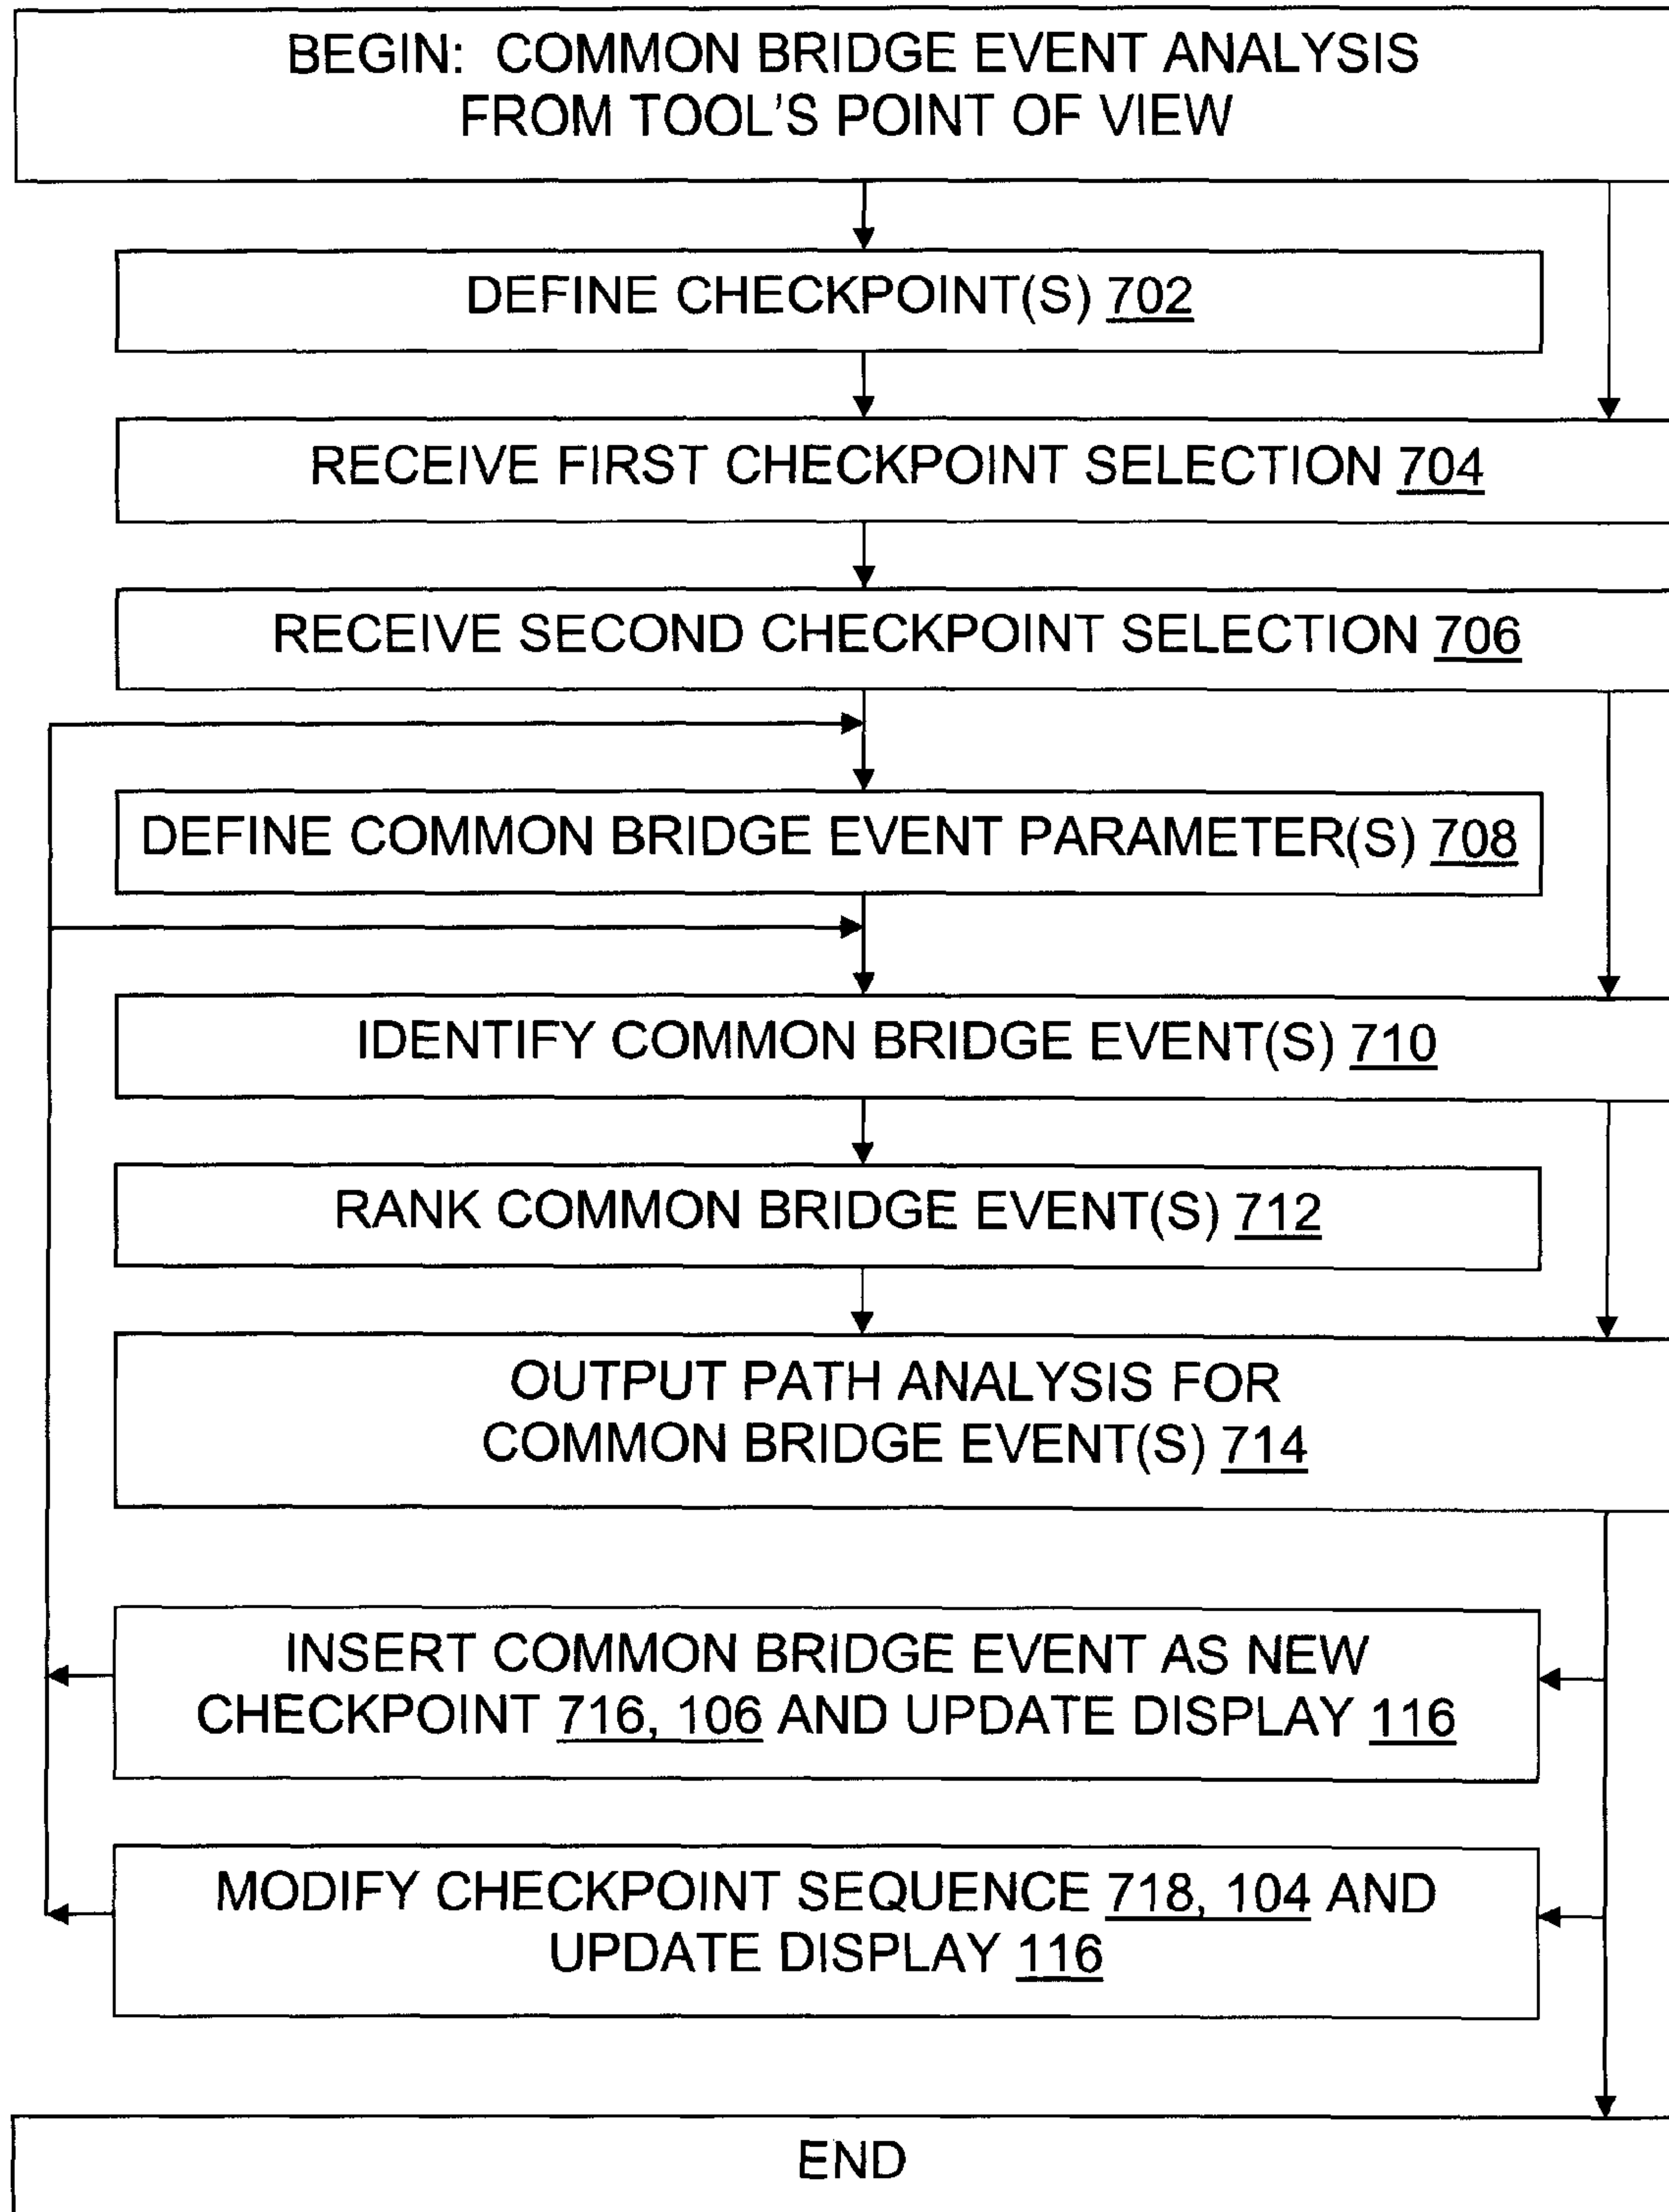 BEGIN: COMMON BRIDGE EVENT ANALYSIS
FROM TOOL'S POINT OF VIEW
DEFINE CHECKPOINT(S) 702
RECEIVE FIRST CHECKPOINT SELECTION 704
RECEIVE SECOND CHECKPOINT SELECTION 706
DEFINE COMMON BRIDGE EVENT PARAMETER(S) 708
IDENTIFY COMMON BRIDGE EVENT(S) 710
RANK COMMON BRIDGE EVENT(S) 712
OUTPUT PATH ANALYSIS FOR
COMMON BRIDGE EVENT(S) 714
INSERT COMMON BRIDGE EVENT AS NEW
CHECKPOINT 716, 106 AND UPDATE DISPLAY 116
MODIFY CHECKPOINT SEQUENCE 718, 104 AND
UPDATE DISPLAY 116
END